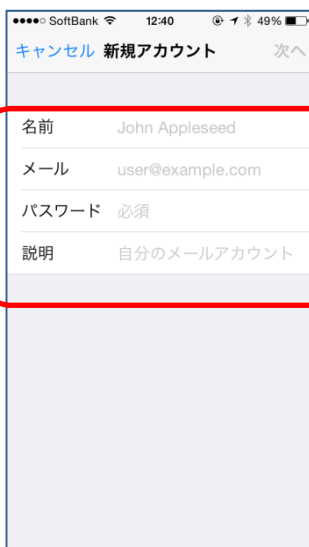 SoftBank 12:40 49%
キャンセル 新規アカウント 次へ
名前 John Appleseed
メール user@example.com
パスワード 必須
説明 自分のメールアカウント